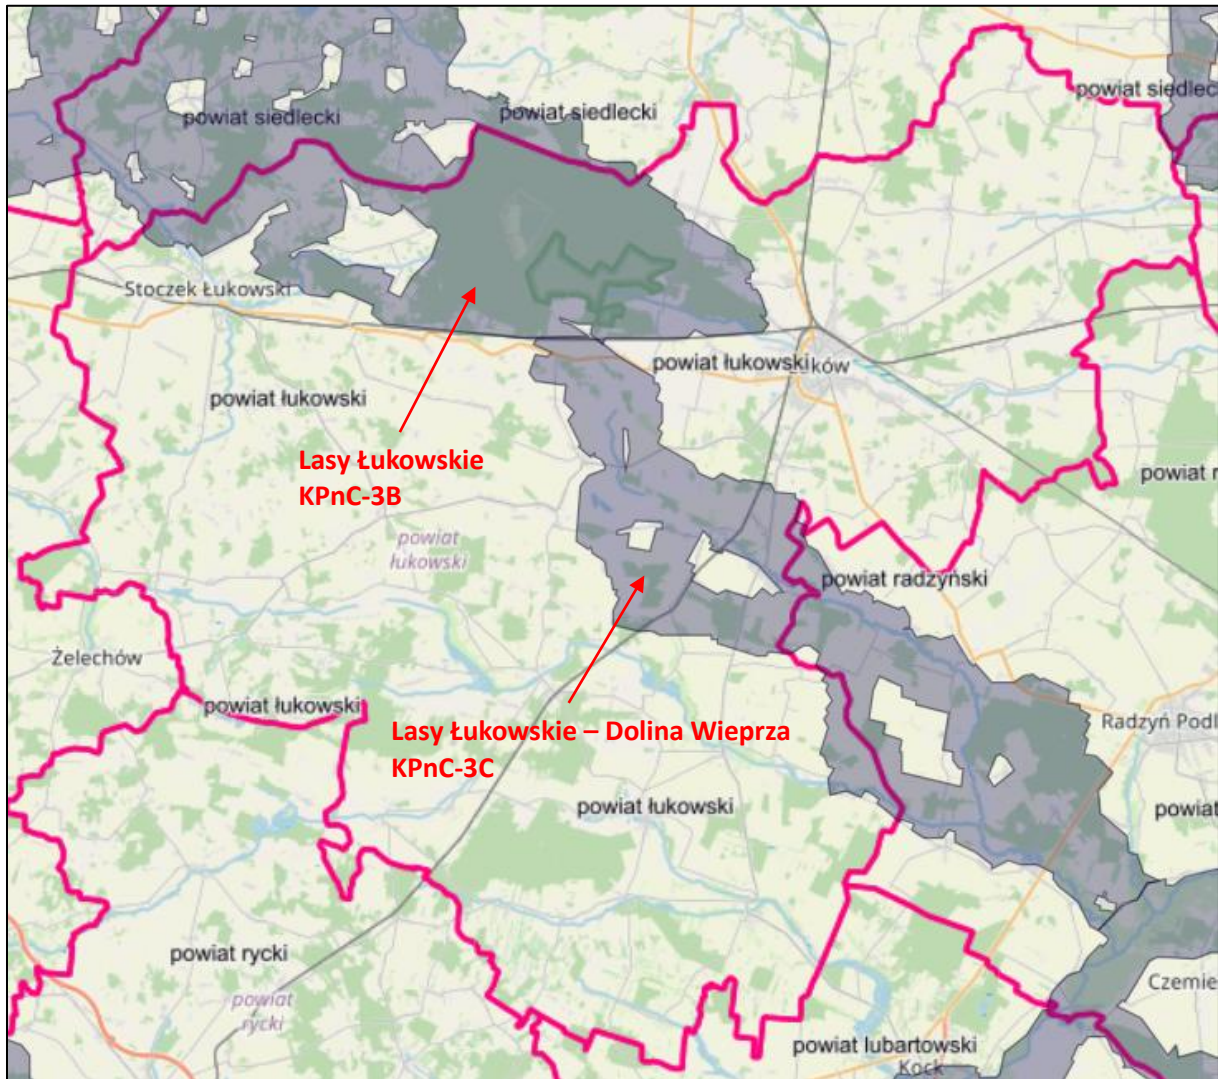 powiat siedlecki
powiat siedlecki
powiat siedlec
Stoczek Łukowski
powiat łukowski
ków
powiat łukowski
Lasy Łukowskie
KPnC-3B
powiat r
powiat
łukowski
powiat radzyński
Żelechów
powiat łukowski
Radzyń Podl
Lasy Łukowskie – Dolina Wieprza
KPnC-3C
powiat łukowski
powiat
powiat rycki
Czemie
powiat
rycki
powiat lubartowski
Kock